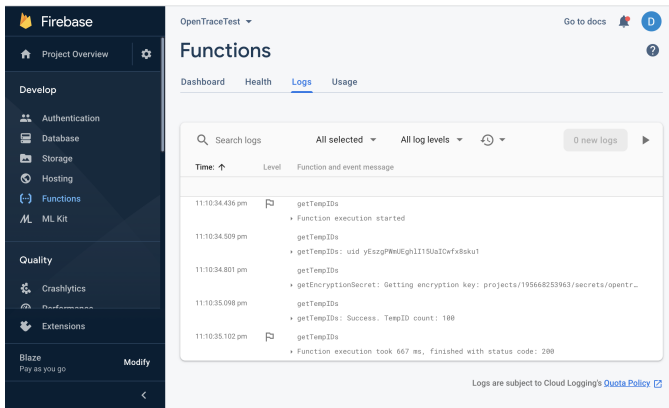 Firebase
OpenTraceTest
Go to docs
D
Project Overview
Functions
Dashboard Health Logs Usage
Develop
Authentication
Database
Storage
Hosting
Functions
ML Kit
Search logs All selected All log levels 0 new logs
Time: Level Function and event message
11:10:34.436 pm getTempIDs
Function execution started
11:10:34.509 pm getTempIDs
getTempIDs: uid yEszgPWmUEghlI15UaICwfx8sku1
11:10:34.801 pm getTempIDs
getEncryptionSecret: Getting encryption key: projects/195668253963/secrets/opentr…
11:10:35.098 pm getTempIDs
getTempIDs: Success. TempID count: 100
11:10:35.102 pm getTempIDs
Function execution took 667 ms, finished with status code: 200
Quality
Crashlytics
Performance
Extensions
Blaze
Pay as you go
Modify
Logs are subject to Cloud Logging's Quota Policy